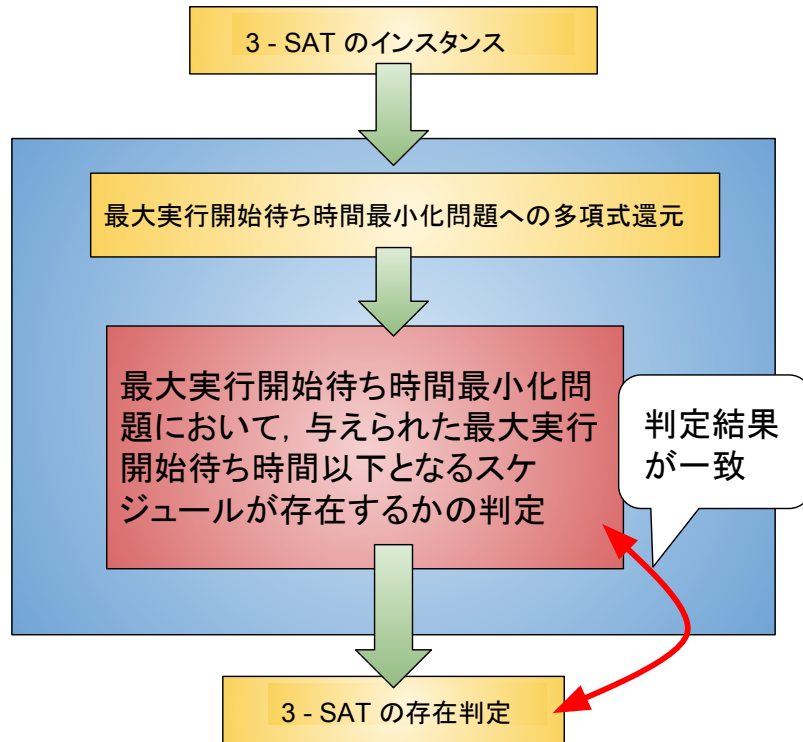 3 - SAT のインスタンス
最大実行開始待ち時間最小化問題への多項式還元
最大実行開始待ち時間最小化問
題において，与えられた最大実行
開始待ち時間以下となるスケ
ジュールが存在するかの判定
判定結果
が一致
3 - SAT の存在判定